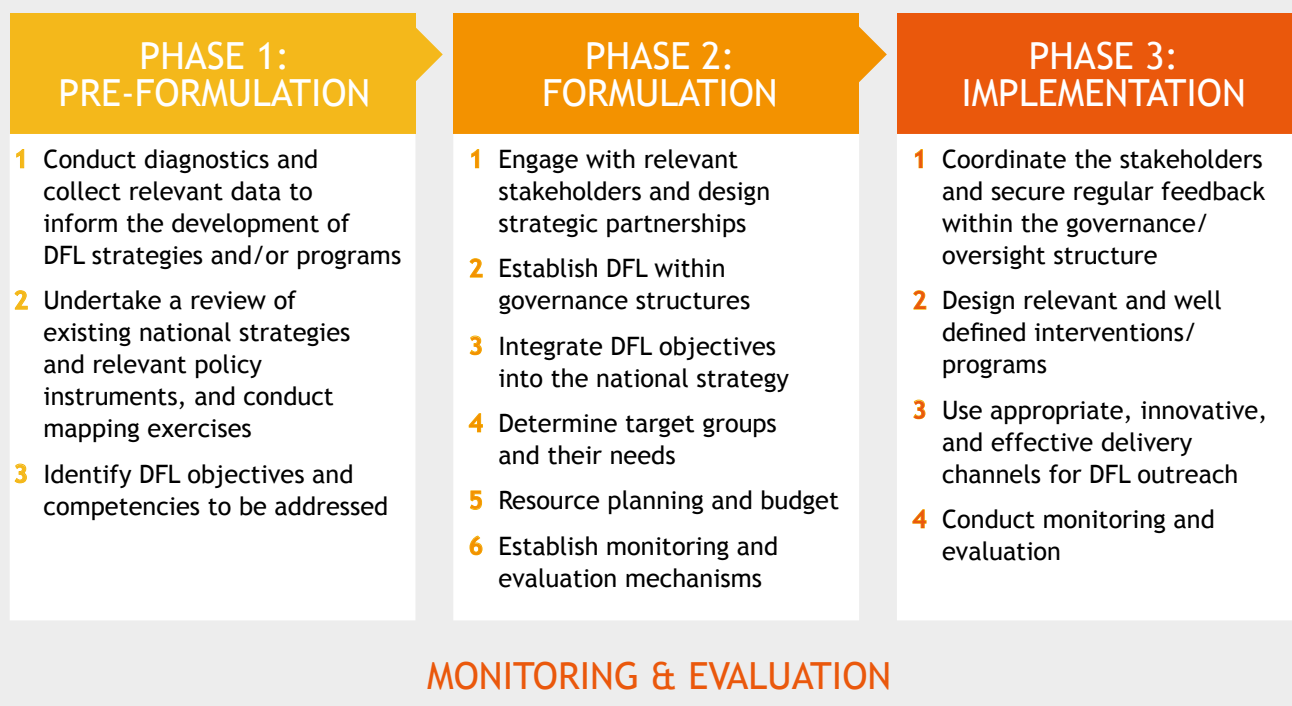 PHASE 1:
PRE-FORMULATION
1 Conduct diagnostics and
collect relevant data to
inform the development of
DFL strategies and/or programs
2 Undertake a review of
existing national strategies
and relevant policy
instruments, and conduct
mapping exercises
3 Identify DFL objectives and
competencies to be addressed
PHASE 2:
FORMULATION
1 Engage with relevant
stakeholders and design
strategic partnerships
2 Establish DFL within
governance structures
3 Integrate DFL objectives
into the national strategy
4 Determine target groups
and their needs
5 Resource planning and budget
6 Establish monitoring and
evaluation mechanisms
PHASE 3:
IMPLEMENTATION
1 Coordinate the stakeholders
and secure regular feedback
within the governance/
oversight structure
2 Design relevant and well
defined interventions/
programs
3 Use appropriate, innovative,
and effective delivery
channels for DFL outreach
4 Conduct monitoring and
evaluation
MONITORING & EVALUATION